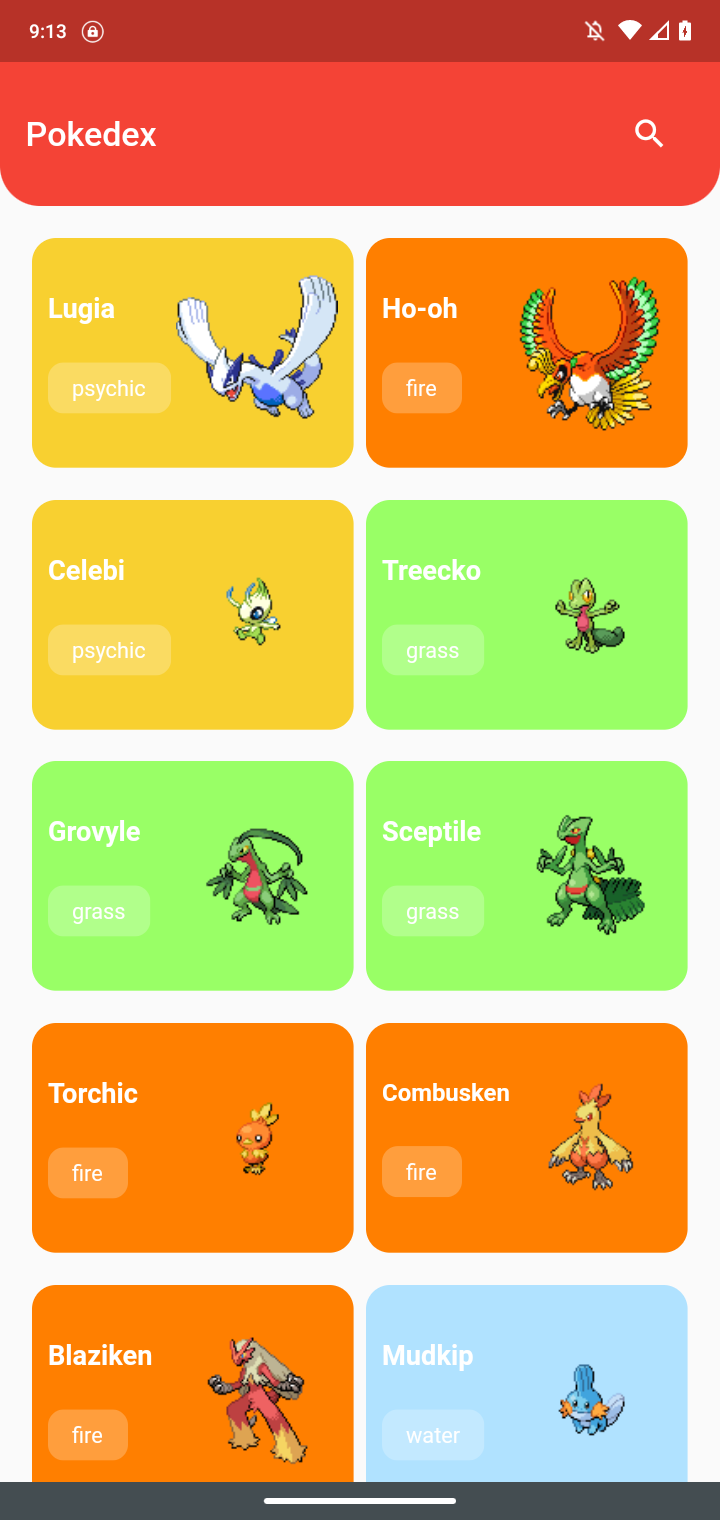 9:13
Pokedex
Lugia
psychic
Ho-oh
fire
Celebi
psychic
Treecko
grass
Grovyle
grass
Sceptile
grass
Torchic
fire
Combusken
fire
Blaziken
fire
Mudkip
water